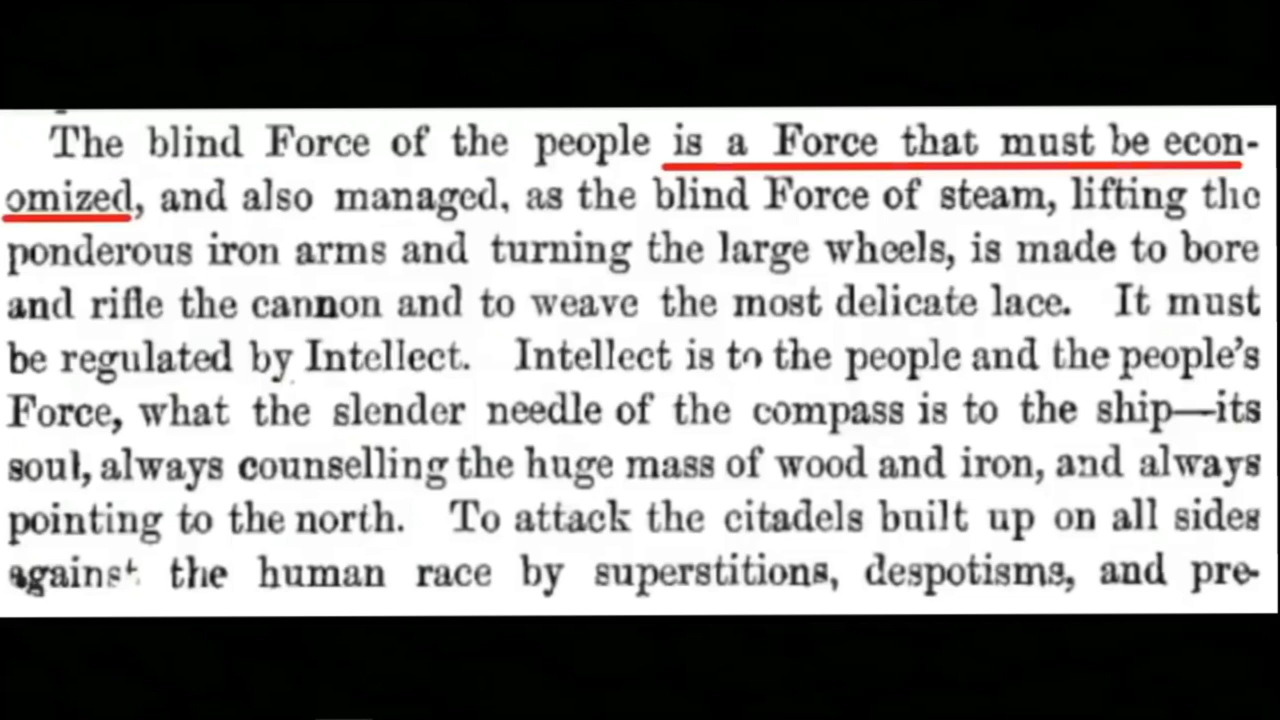 The blind Force of the people is a Force that must be econ-
omized, and also managed, as the blind Force of steam, lifting the
ponderous iron arms and turning the large wheels, is made to bore
and rifle the cannon and to weave the most delicate lace. It must
be regulated by Intellect. Intellect is to the people and the people's
Force, what the slender needle of the compass is to the ship—its
soul, always counselling the huge mass of wood and iron, and always
pointing to the north. To attack the citadels built up on all sides
against the human race by superstitions, despotisms, and pre-